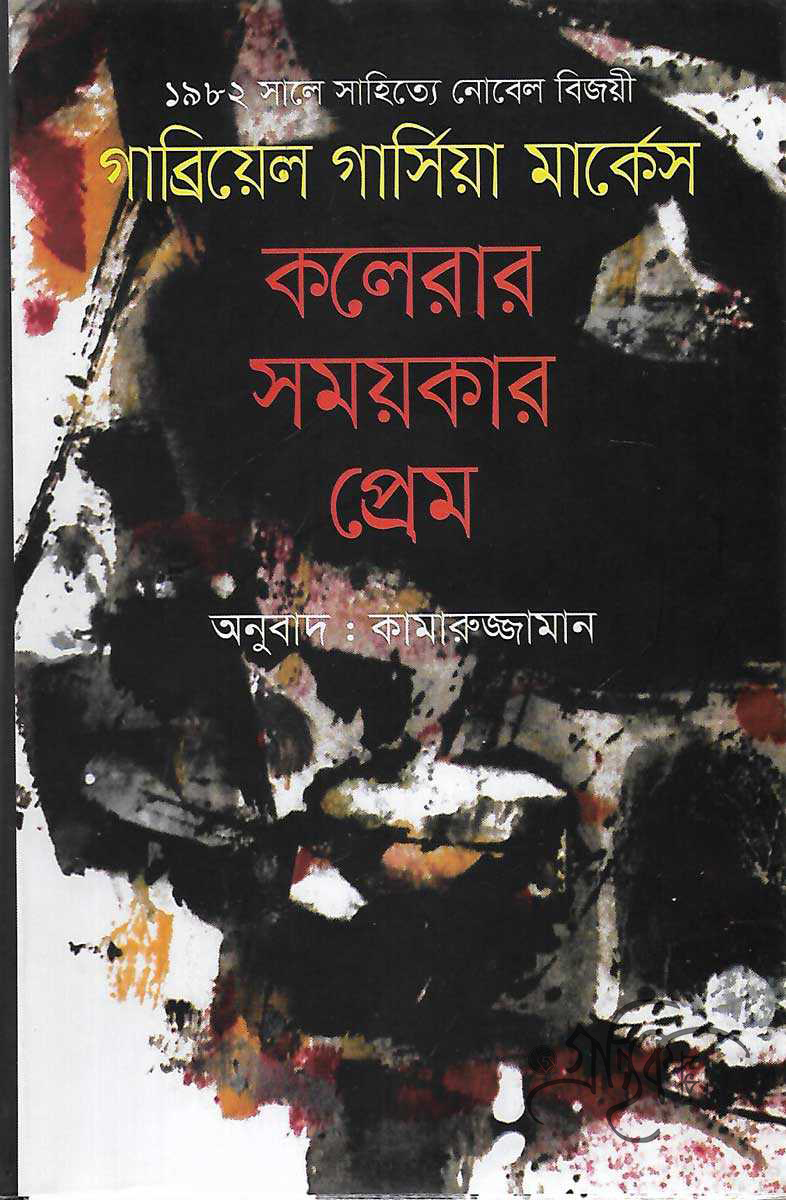 ১৯৮২ সালে সাহিত্যে নোবেল বিজয়ী
গাব্রিয়েল গার্সিয়া মার্কেস
কলেরার
সময়কার
প্রেম
অনুবাদ : কামারুজ্জামান